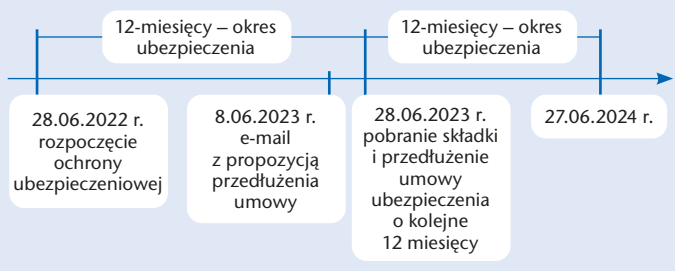 12-miesięcy – okres
ubezpieczenia
12-miesięcy – okres
ubezpieczenia
28.06.2022 r.
rozpoczęcie
ochrony
ubezpieczeniowej
8.06.2023 r.
e-mail
z propozycją
przedłużenia
umowy
28.06.2023 r.
pobranie składki
i przedłużenie
umowy
ubezpieczenia
o kolejne
12 miesięcy
27.06.2024 r.